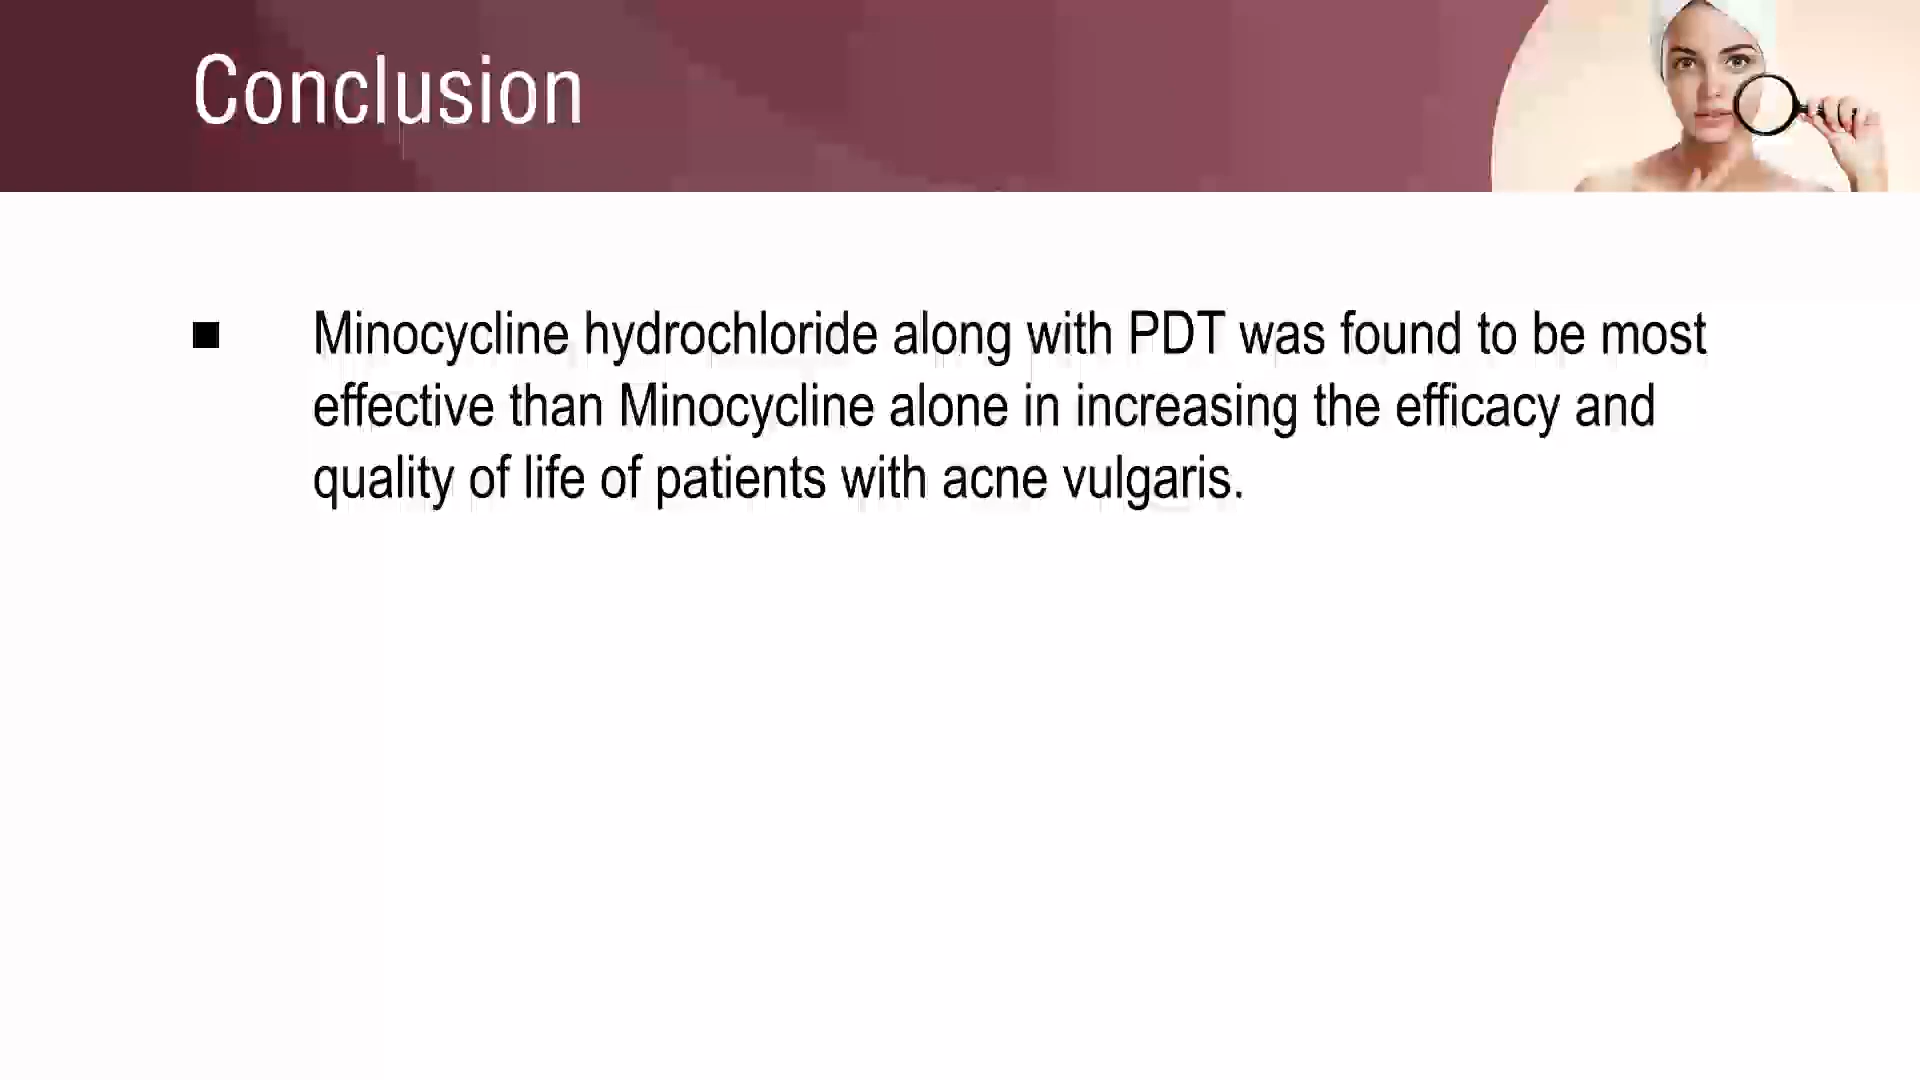 Conclusion
■ Minocycline hydrochloride along with PDT was found to be most
effective than Minocycline alone in increasing the efficacy and
quality of life of patients with acne vulgaris.